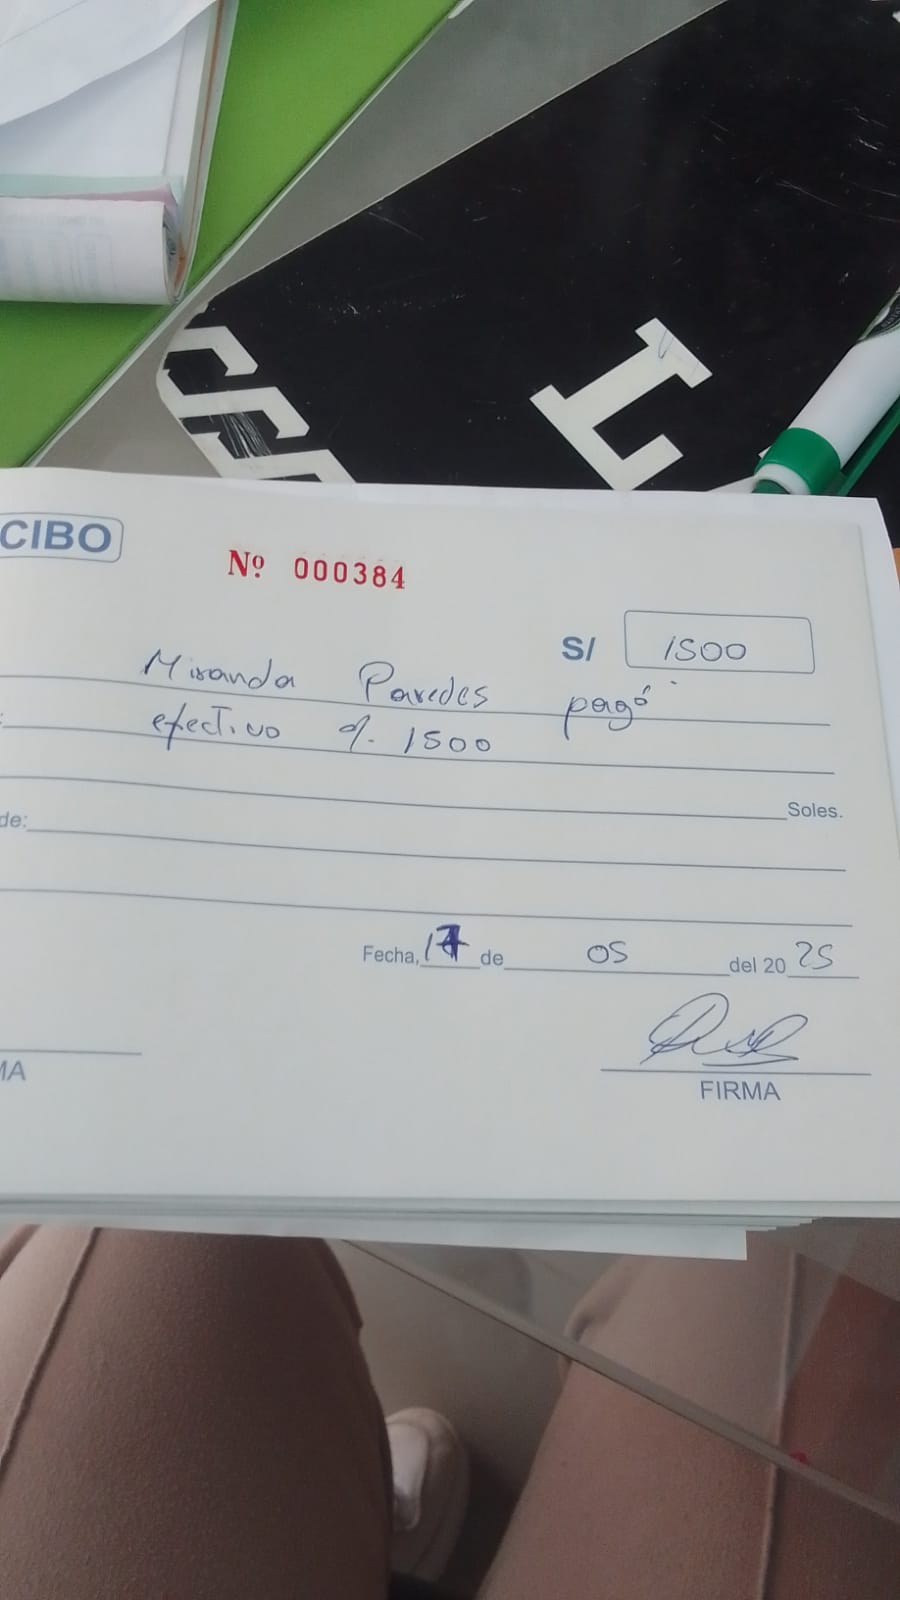 CIBO
Nº 000384
S/ 1500
Miranda Paredes pagó
efectivo S/. 1500
Soles.
de:
Fecha, 17 de 05 del 2025
MA
FIRMA
L